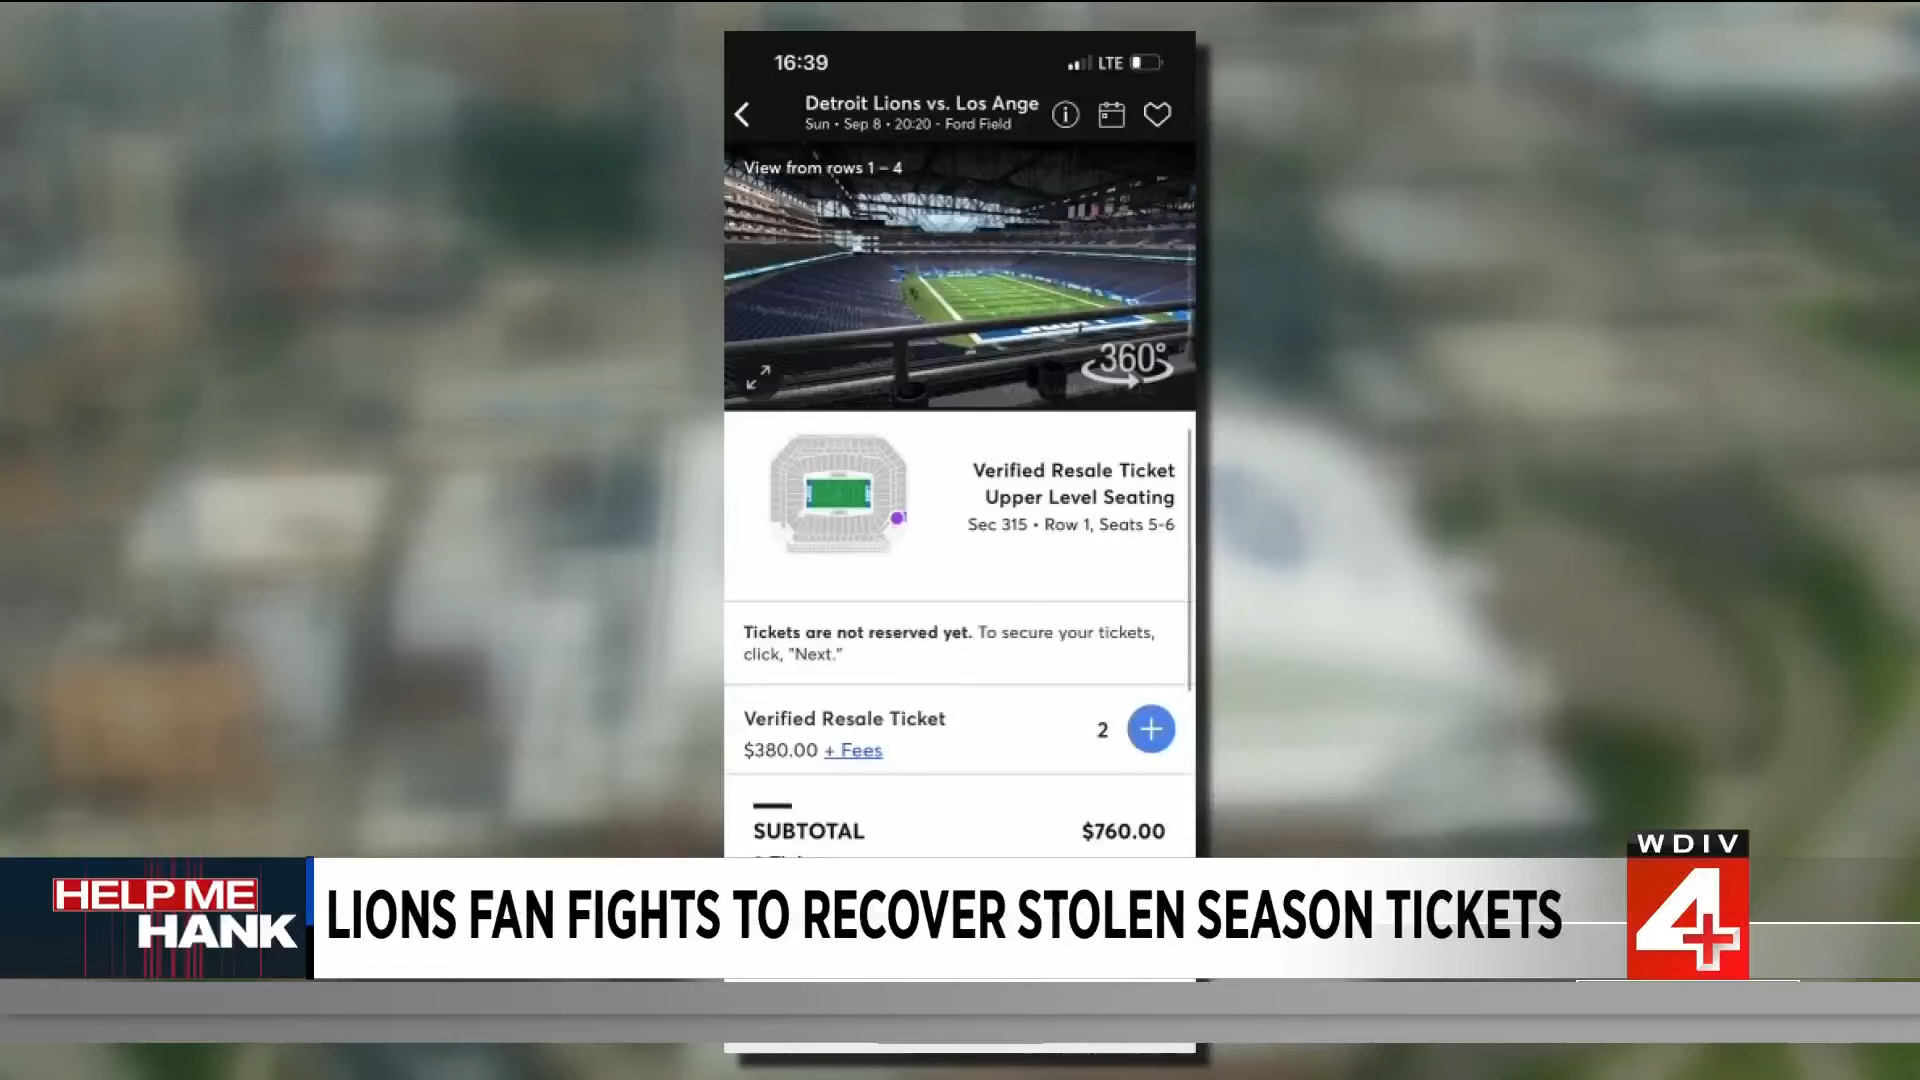 16:39
LTE
Detroit Lions vs. Los Ange
Sun • Sep 8 • 20:20 - Ford Field
View from rows 1 – 4
360°
Verified Resale Ticket
Upper Level Seating
Sec 315 • Row 1, Seats 5-6
Tickets are not reserved yet. To secure your tickets,
click, "Next."
Verified Resale Ticket
2
$380.00 + Fees
SUBTOTAL
$760.00
WDIV
4
HELP ME
HANK
LIONS FAN FIGHTS TO RECOVER STOLEN SEASON TICKETS